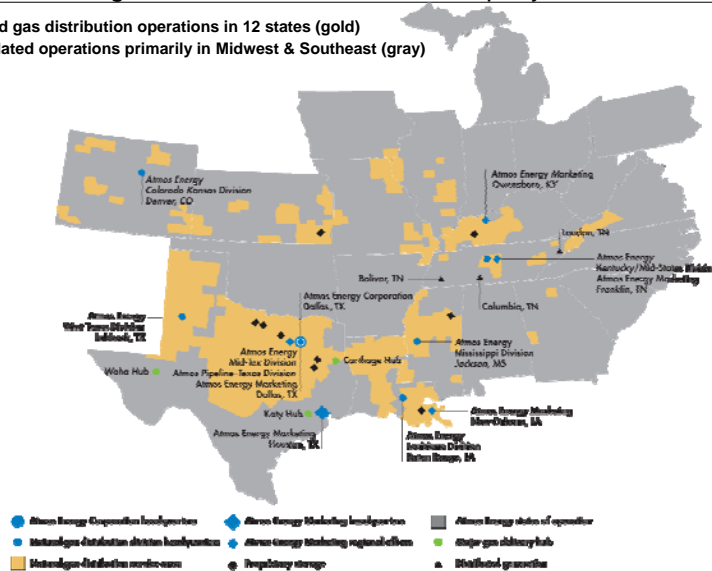 d gas distribution operations in 12 states (gold)
lated operations primarily in Midwest & Southeast (gray)
Atmos Energy
Colorado Kansas Division
Denver, CO
Atmos Energy Marketing
Owensboro, KY
Loudon, TN
Atmos Energy
Kentucky/Mid-States Division
Atmos Energy Marketing
Franklin, TN
Bolivar, TN
Columbia, TN
Atmos Energy Corporation
Dallas, TX
Atmos Energy
West Texas Division
Lubbock, TX
Atmos Energy
Mid-Tex Division
Atmos Pipeline-Texas Division
Atmos Energy Marketing
Dallas, TX
Carthage Hub
Atmos Energy
Mississippi Division
Jackson, MS
Waha Hub
Katy Hub
Atmos Energy Marketing
Houston, TX
Atmos Energy Marketing
New Orleans, LA
Atmos Energy
Louisiana Division
Baton Rouge, LA
Atmos Energy Corporation headquarters
Atmos Energy Marketing headquarters
Atmos Energy states of operation
Natural gas distribution division headquarters
Atmos Energy Marketing regional offices
Major gas delivery hub
Natural gas distribution service areas
Proprietary storage
Distributed generation